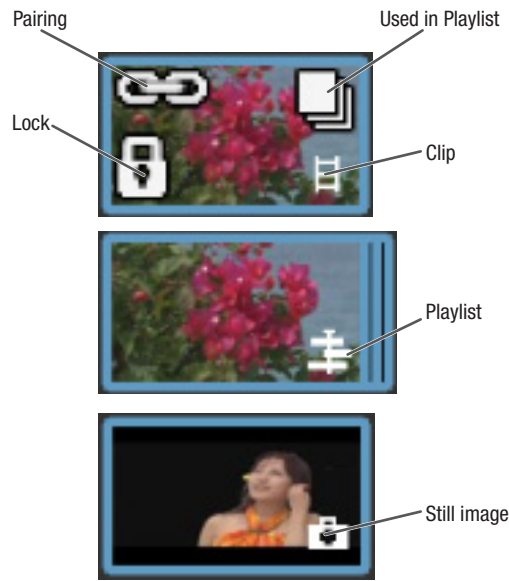 Pairing
Used in Playlist
Lock
Clip
Playlist
Still image